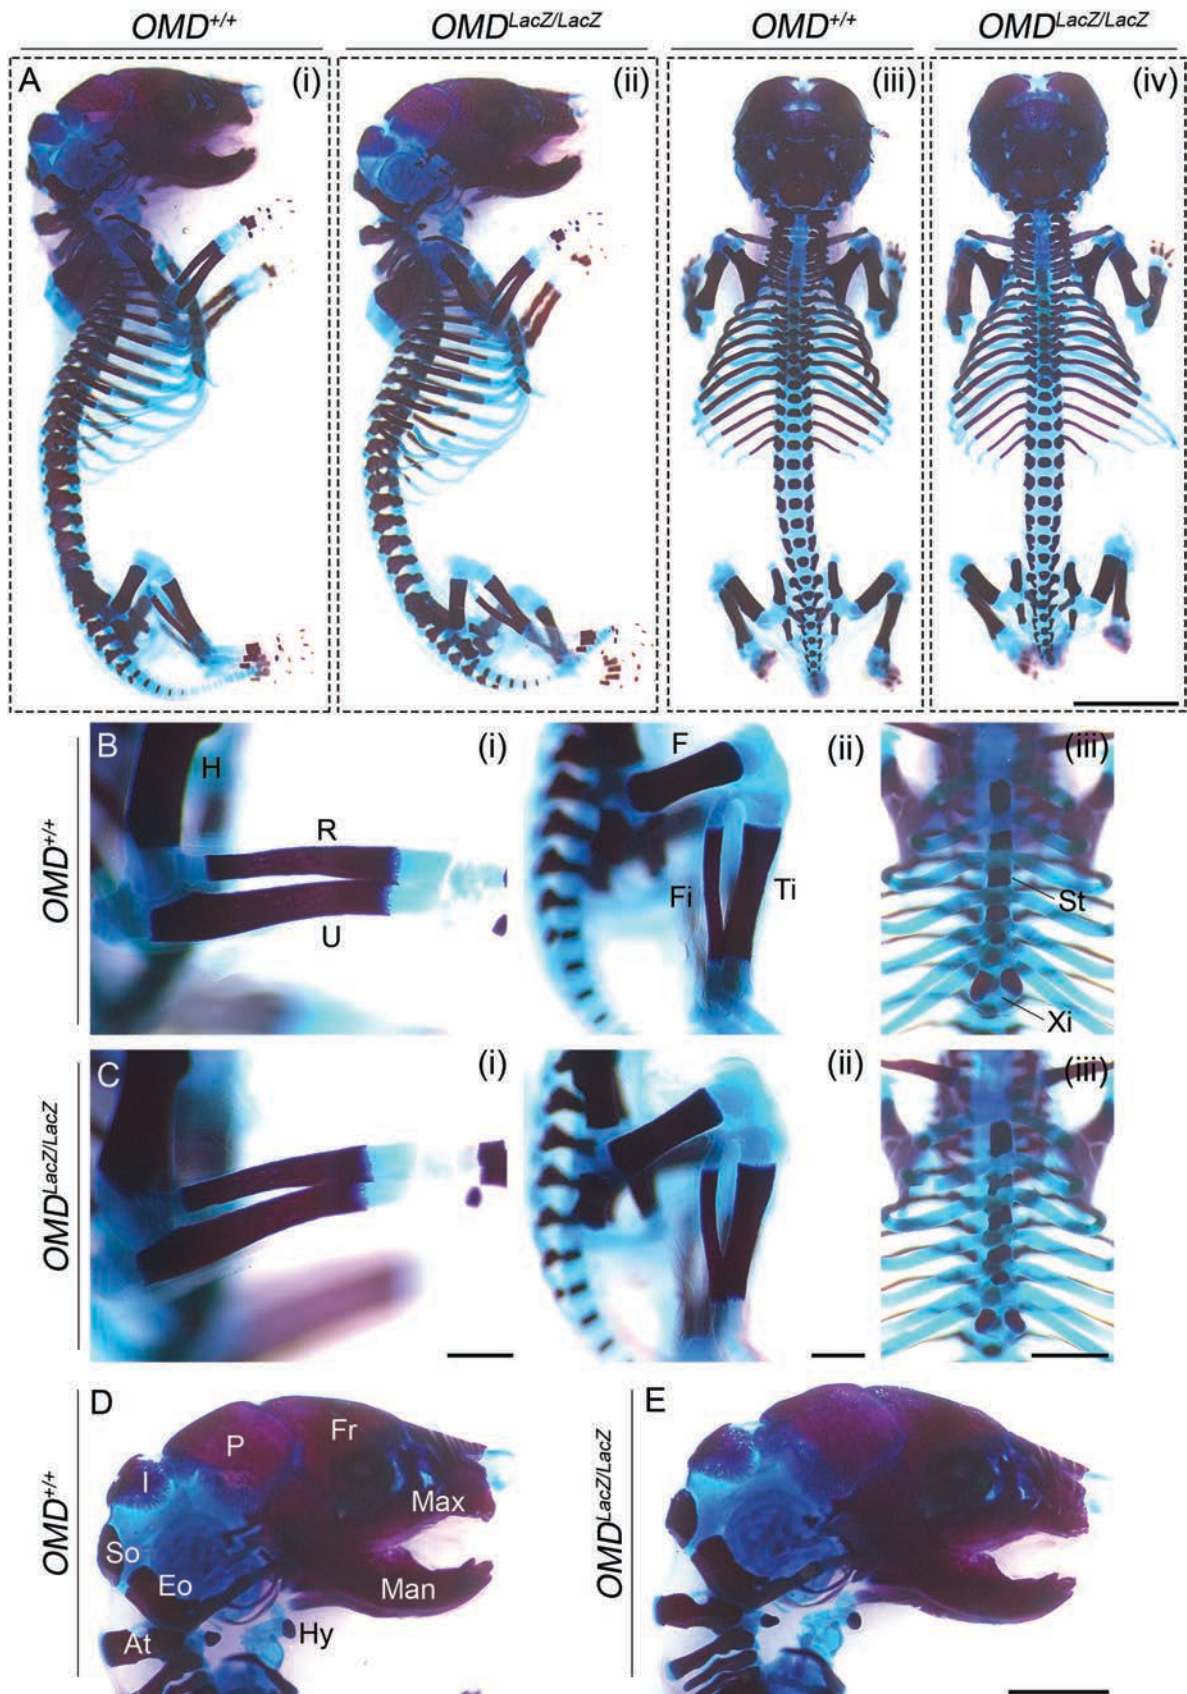 OMD+/+ OMDLacZ/LacZ OMD+/+ OMDLacZ/LacZ
A (i) (ii) (iii) (iv)
OMD+/+
B (i) (ii) (iii)
H R U
F Fi Ti
St Xi
OMDLacZ/LacZ
C (i) (ii) (iii)
OMD+/+
D
P Fr
I
Max
So
Eo Man
At Hy
OMDLacZ/LacZ
E